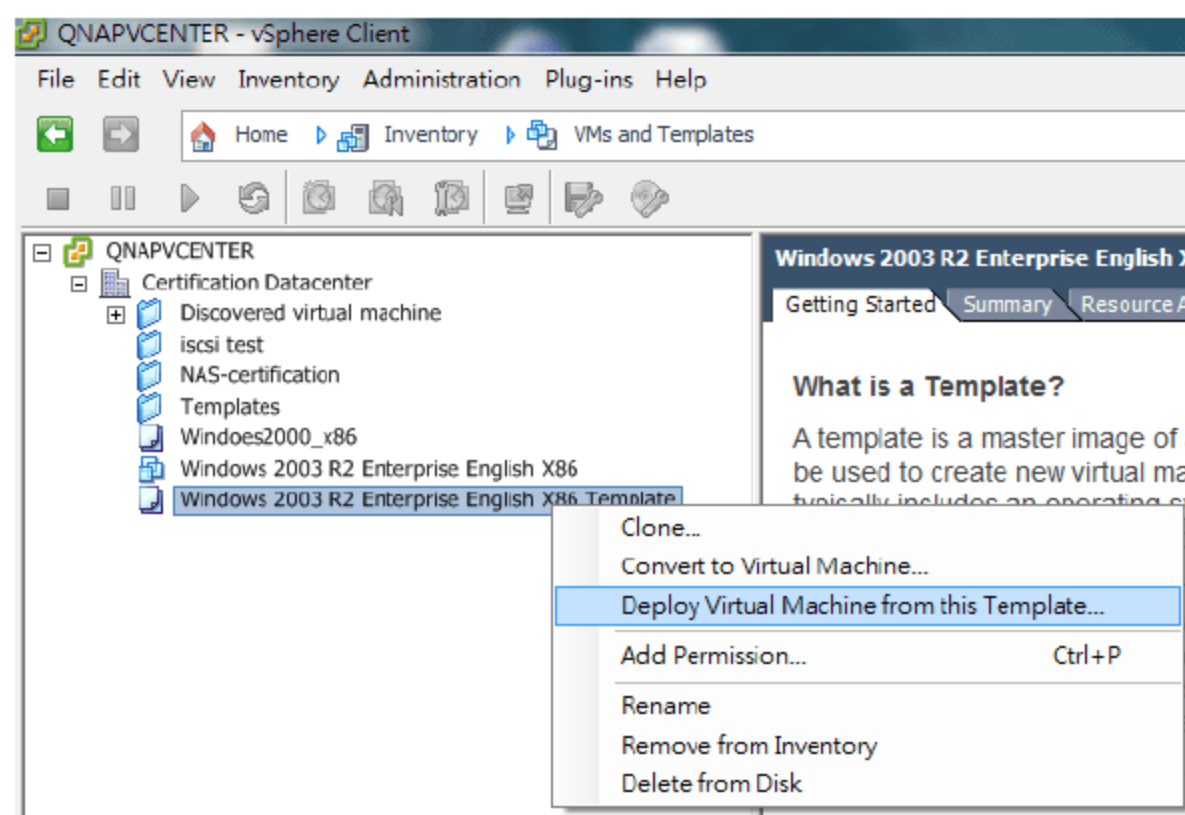 QNAPVCENTER - vSphere Client
File Edit View Inventory Administration Plug-ins Help
Home Inventory VMs and Templates
QNAPVCENTER
Certification Datacenter
Discovered virtual machine
iscsi test
NAS-certification
Templates
Windoes2000_x86
Windows 2003 R2 Enterprise English X86
Windows 2003 R2 Enterprise English X86 Template
Windows 2003 R2 Enterprise English
Getting Started Summary Resource
What is a Template?
A template is a master image of
be used to create new virtual ma
typically includes an operating
Clone...
Convert to Virtual Machine...
Deploy Virtual Machine from this Template...
Add Permission... Ctrl+P
Rename
Remove from Inventory
Delete from Disk